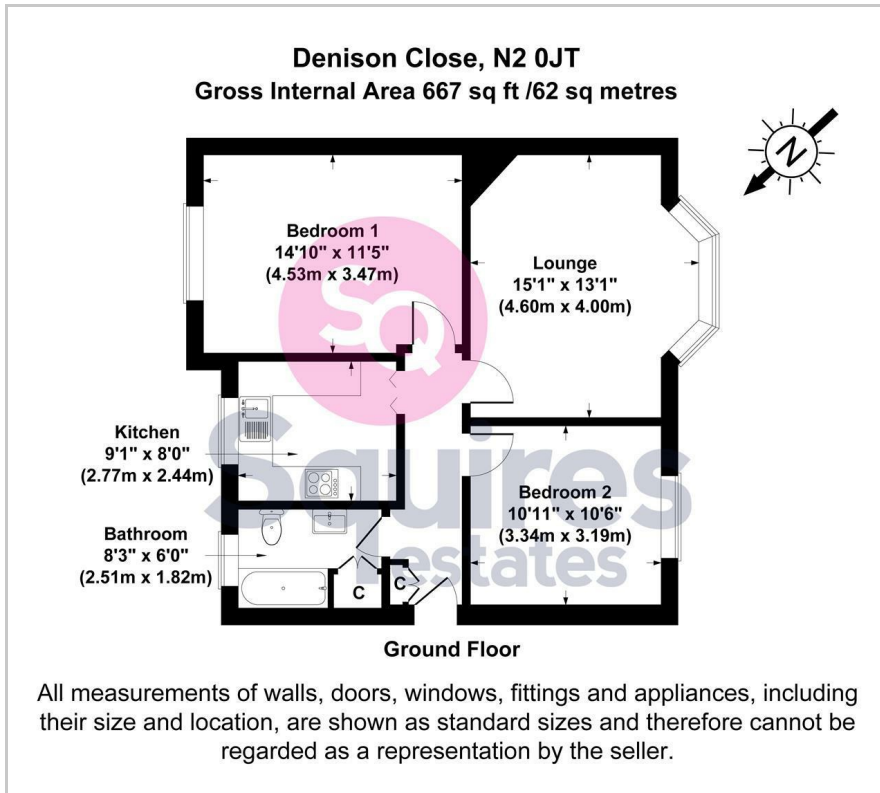 Denison Close, N2 0JT
Gross Internal Area 667 sq ft /62 sq metres
N
Bedroom 1
14'10" x 11'5"
(4.53m x 3.47m)
Lounge
15'1" x 13'1"
(4.60m x 4.00m)
SQ
Kitchen
9'1" x 8'0"
(2.77m x 2.44m)
Squires
estates
Bedroom 2
10'11" x 10'6"
(3.34m x 3.19m)
Bathroom
8'3" x 6'0"
(2.51m x 1.82m)
C
C
Ground Floor
All measurements of walls, doors, windows, fittings and appliances, including
their size and location, are shown as standard sizes and therefore cannot be
regarded as a representation by the seller.